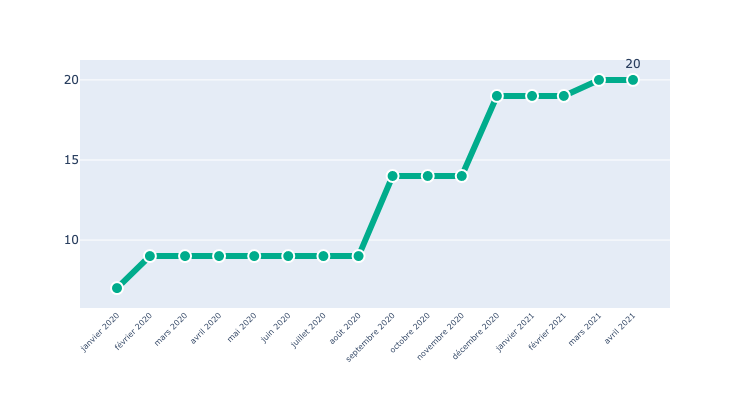 20
20
15
10
janvier 2020
février 2020
mars 2020
avril 2020
mai 2020
juin 2020
juillet 2020
août 2020
septembre 2020
octobre 2020
novembre 2020
décembre 2020
janvier 2021
février 2021
mars 2021
avril 2021